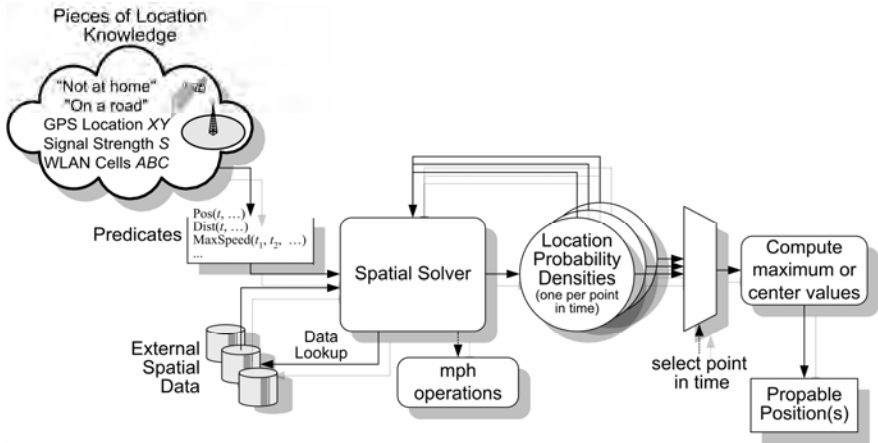 Pieces of Location
Knowledge
"Not at home"
"On a road"
GPS Location XY
Signal Strength S
WLAN Cells ABC
Predicates
Pos(t, ...)
Dist(t, ...)
MaxSpeed(t1, t2, ...)
...
Spatial Solver
Location
Probability
Densities
(one per point
in time)
Compute
maximum or
center values
External
Spatial
Data
Data
Lookup
mph
operations
select point
in time
Propable
Position(s)